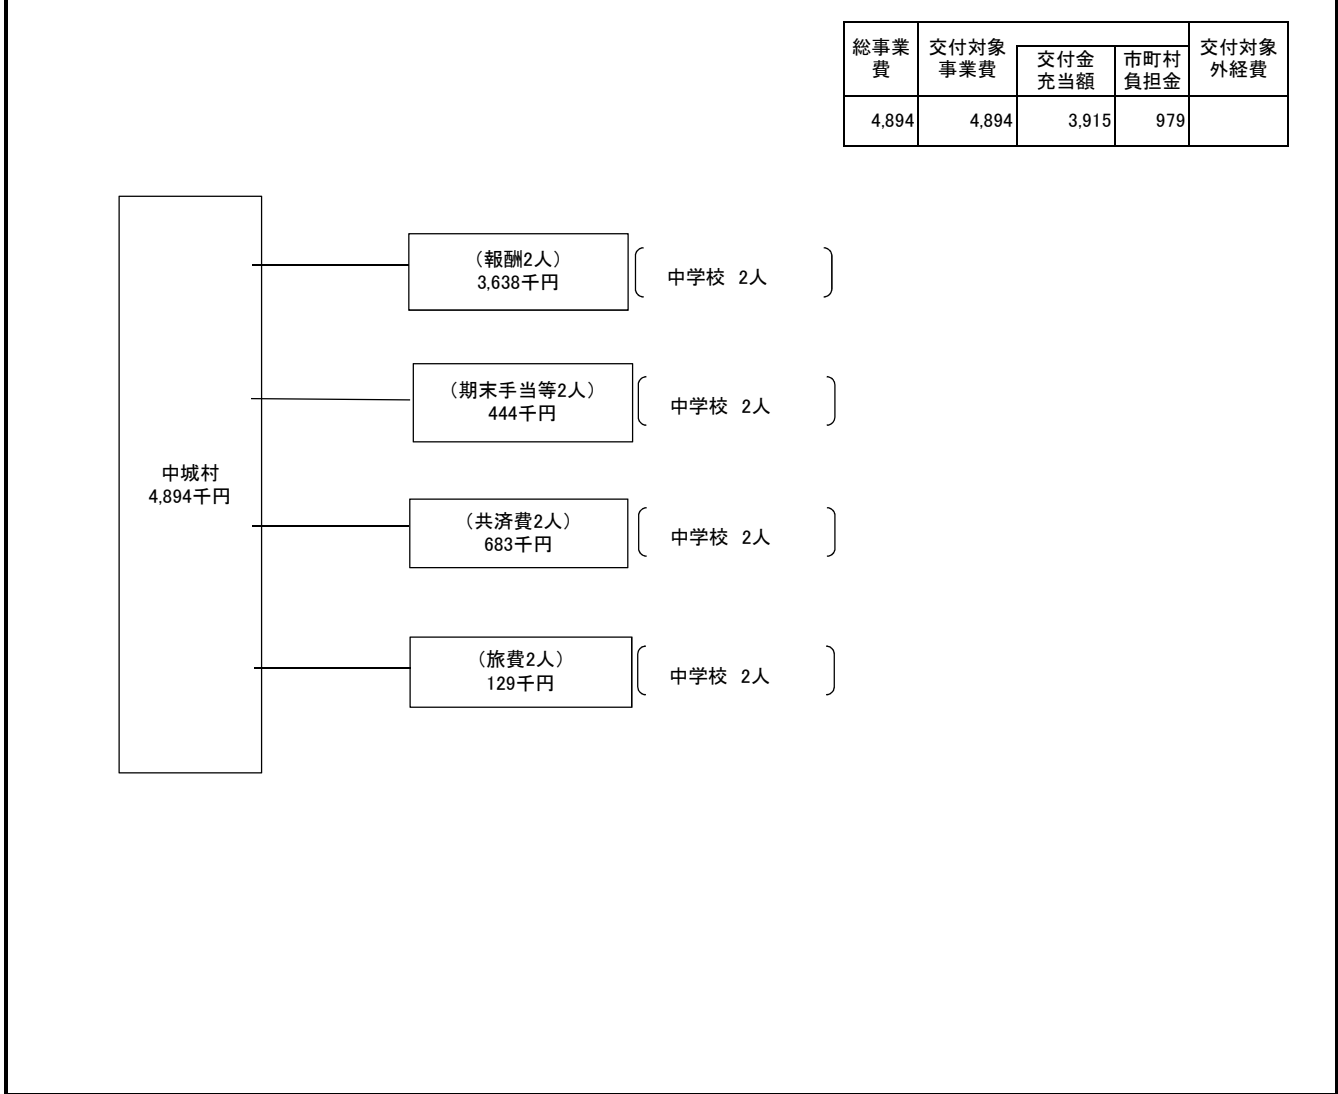 総事業
費
交付対象
事業費
交付金
充当額
市町村
負担金
交付対象
外経費
4,894
4,894
3,915
979
（報酬2人）
3,638千円
中学校 2人
（期末手当等2人）
444千円
中学校 2人
中城村
4,894千円
（共済費2人）
683千円
中学校 2人
（旅費2人）
129千円
中学校 2人